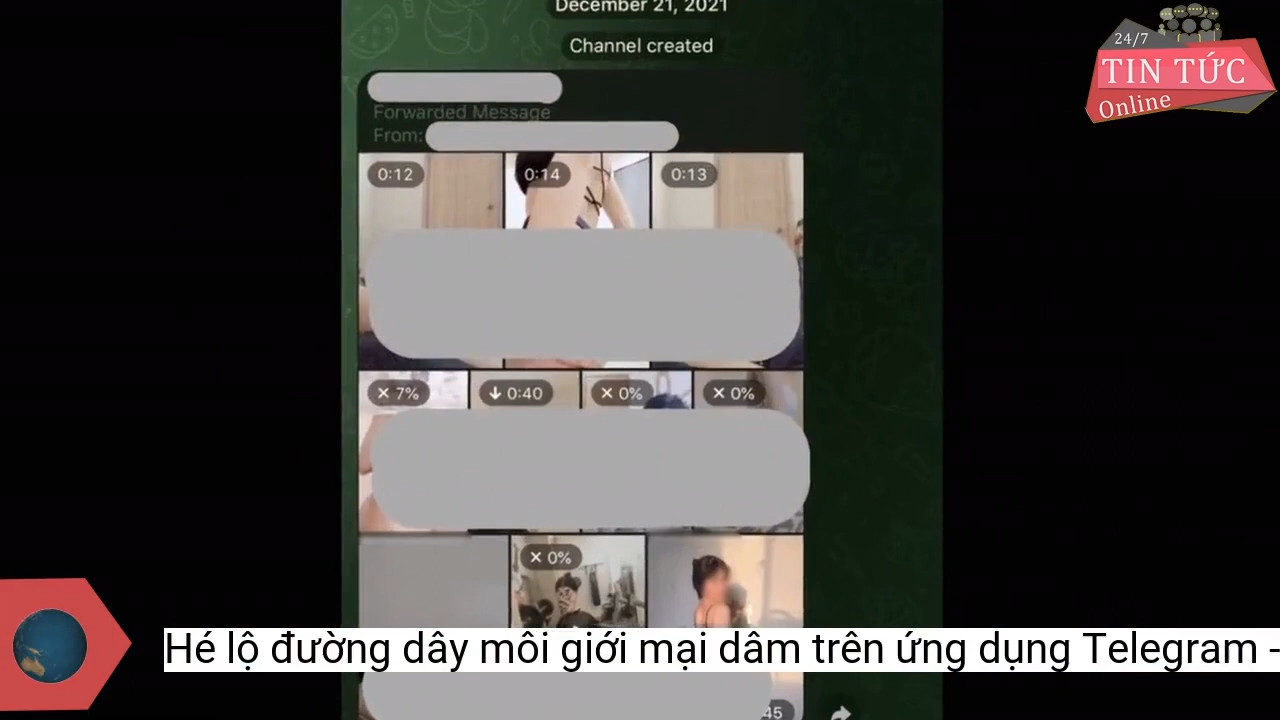 December 21, 2021
Channel created
24/7
TIN TỨC
Online
Forwarded Message
From:
0:12
0:14
0:13
× 7%
↓ 0:40
× 0%
× 0%
× 0%
Hé lộ đường dây môi giới mại dâm trên ứng dụng Telegram -
45